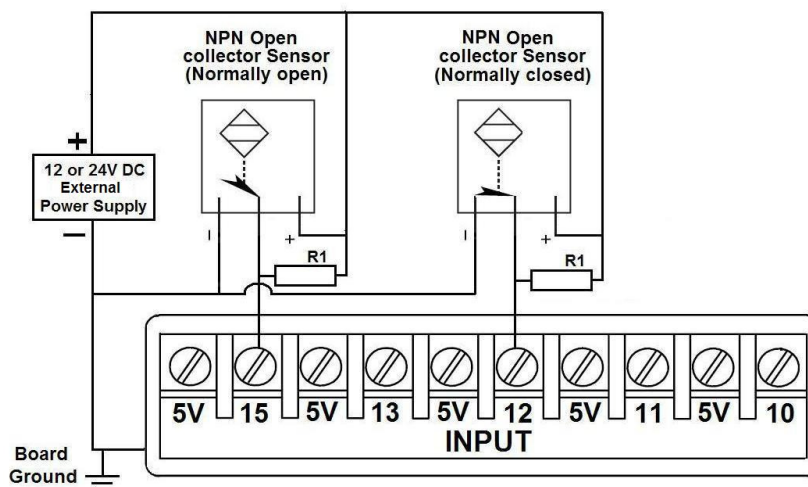 NPN Open
collector Sensor
(Normally open)
NPN Open
collector Sensor
(Normally closed)
+
12 or 24V DC
External
Power Supply
–
–
+
R1
–
+
R1
5V 15 5V 13 5V 12 5V 11 5V 10
INPUT
Board
Ground